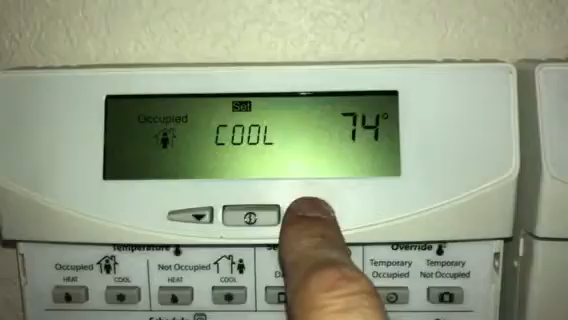 Set
Occupied
COOL 74°
Temperature
Override
Occupied
Not Occupied
Temporary
Occupied
Temporary
Not Occupied
HEAT
COOL
HEAT
COOL